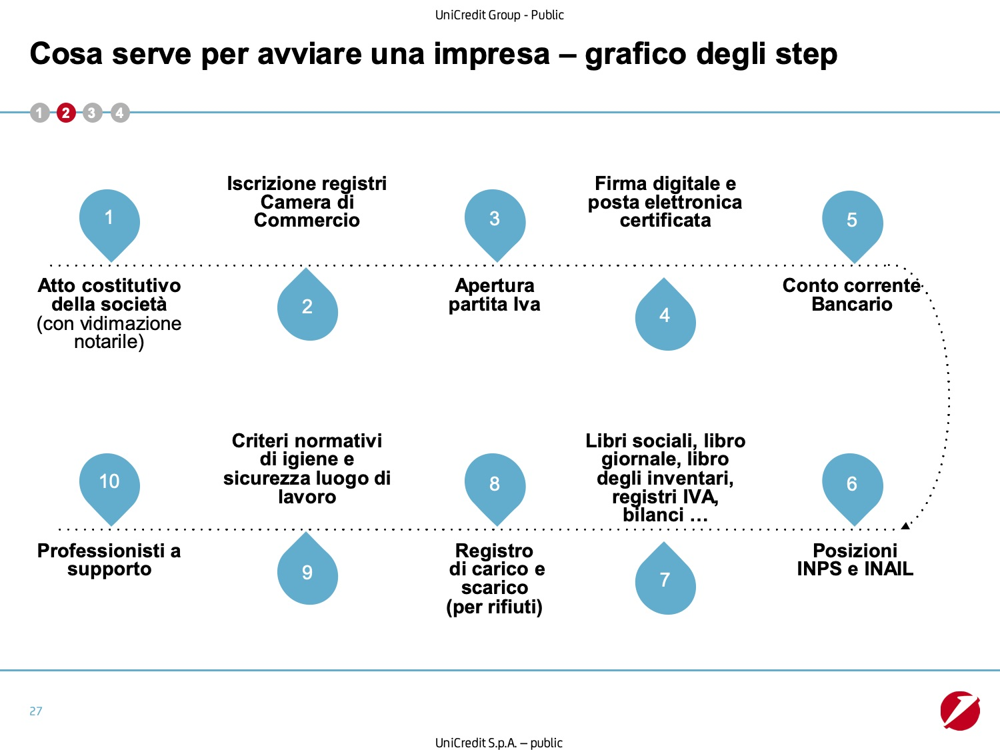 UniCredit Group - Public
Cosa serve per avviare una impresa – grafico degli step
1 2 3 4
1
Iscrizione registri
Camera di
Commercio
3
Firma digitale e
posta elettronica
certificata
5
Atto costitutivo
della società
(con vidimazione
notarile)
2
Apertura
partita Iva
4
Conto corrente
Bancario
10
Criteri normativi
di igiene e
sicurezza luogo di
lavoro
8
Libri sociali, libro
giornale, libro
degli inventari,
registri IVA,
bilanci …
6
Professionisti a
supporto
9
Registro
di carico e
scarico
(per rifiuti)
7
Posizioni
INPS e INAIL
27
UniCredit S.p.A. – public